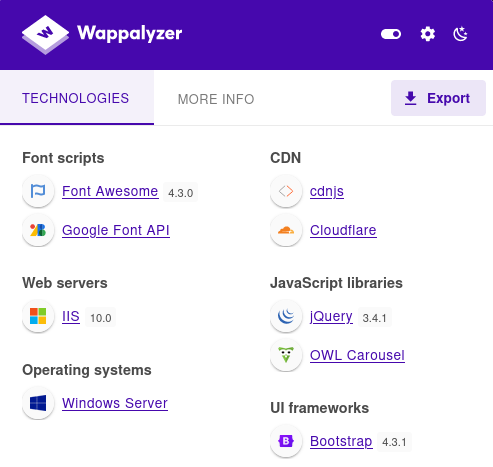 Wappalyzer
TECHNOLOGIES
MORE INFO
Export
Font scripts
Font Awesome 4.3.0
Google Font API
Web servers
IIS 10.0
Operating systems
Windows Server
CDN
cdnjs
Cloudflare
JavaScript libraries
jQuery 3.4.1
OWL Carousel
UI frameworks
Bootstrap 4.3.1